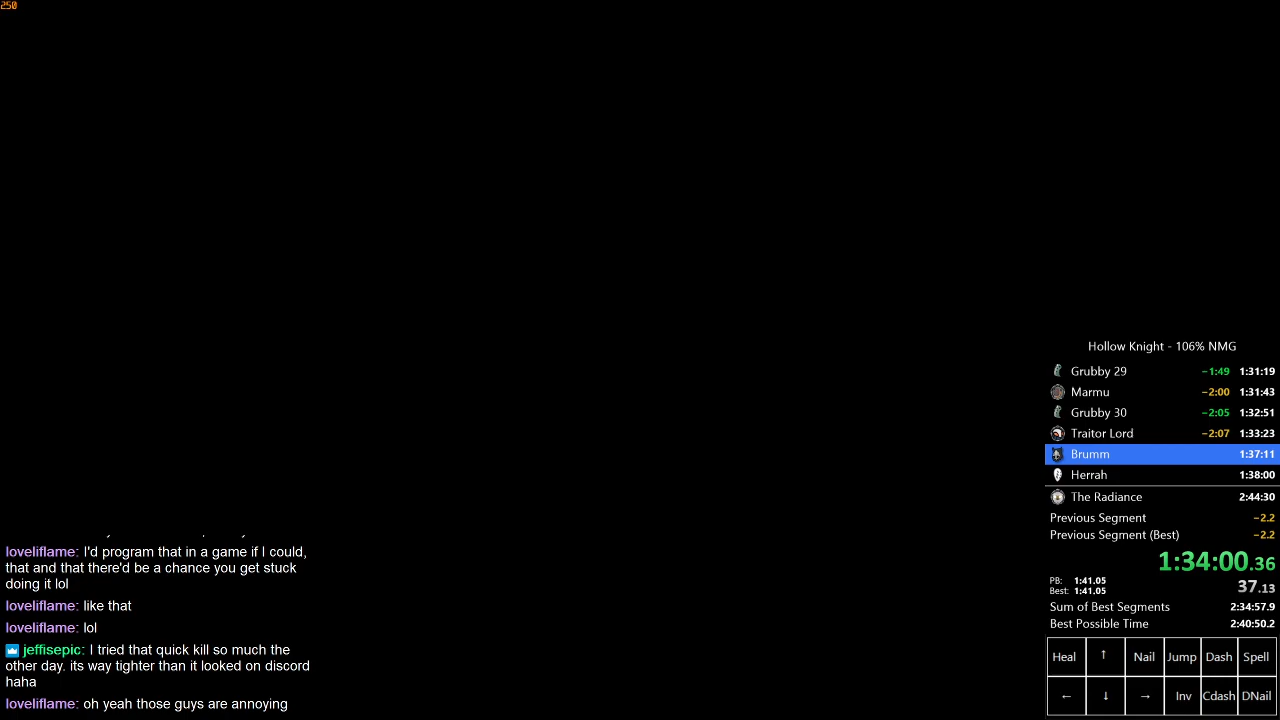 250
Hollow Knight - 106% NMG
Grubby 29 −1:49 1:31:19
Marmu −2:00 1:31:43
Grubby 30 −2:05 1:32:51
Traitor Lord −2:07 1:33:23
Brumm 1:37:11
Herrah 1:38:00
The Radiance 2:44:30
Previous Segment −2.2
Previous Segment (Best) −2.2
1:34:00.36
PB: 1:41.05
Best: 1:41.05
37.13
Sum of Best Segments 2:34:57.9
Best Possible Time 2:40:50.2
Heal ↑ Nail Jump Dash Spell
← ↓ → Inv Cdash DNail
loveliflame: I'd program that in a game if I could,
that and that there'd be a chance you get stuck
doing it lol
loveliflame: like that
loveliflame: lol
jeffisepic: I tried that quick kill so much the
other day. its way tighter than it looked on discord
haha
loveliflame: oh yeah those guys are annoying